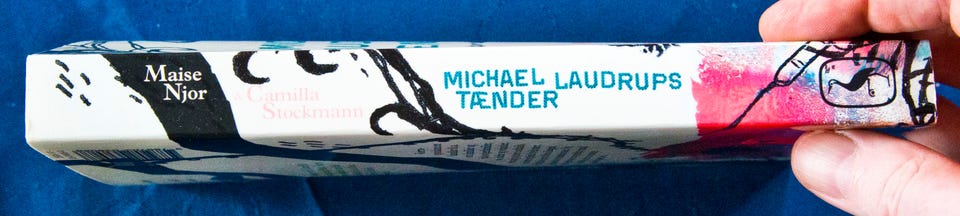 Maise
Njor
& Camilla
Stockmann
MICHAEL LAUDRUPS
TÆNDER